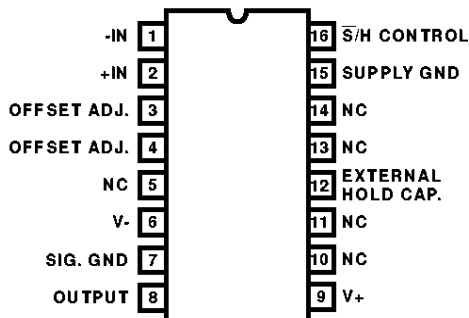 -IN 1 16 S̅/H CONTROL
+IN 2 15 SUPPLY GND
OFFSET ADJ. 3 14 NC
OFFSET ADJ. 4 13 NC
NC 5 12 EXTERNAL
HOLD CAP.
V- 6 11 NC
SIG. GND 7 10 NC
OUTPUT 8 9 V+